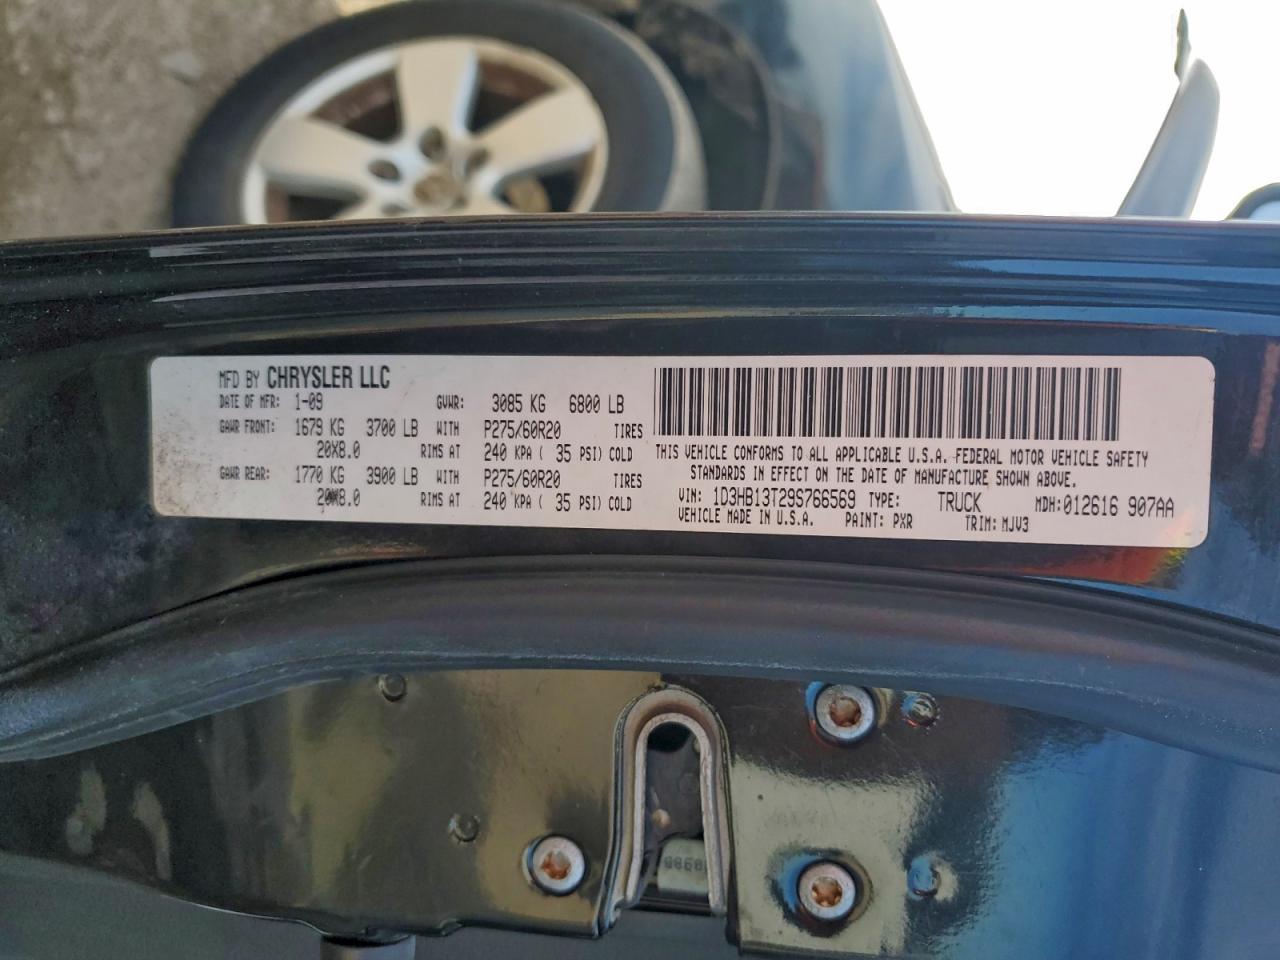 MFD BY CHRYSLER LLC
DATE OF MFR: 1-09 GVWR: 3085 KG 6800 LB
GAWR FRONT: 1679 KG 3700 LB WITH P275/60R20 TIRES
20X8.0 RIMS AT 240 KPA ( 35 PSI) COLD
GAWR REAR: 1770 KG 3900 LB WITH P275/60R20 TIRES
20X8.0 RIMS AT 240 KPA ( 35 PSI) COLD
THIS VEHICLE CONFORMS TO ALL APPLICABLE U.S.A. FEDERAL MOTOR VEHICLE SAFETY
STANDARDS IN EFFECT ON THE DATE OF MANUFACTURE SHOWN ABOVE.
VIN: 1D3HB13T29S766569 TYPE: TRUCK MDH: 012616 907AA
VEHICLE MADE IN U.S.A. PAINT: PXR TRIM: MJV3